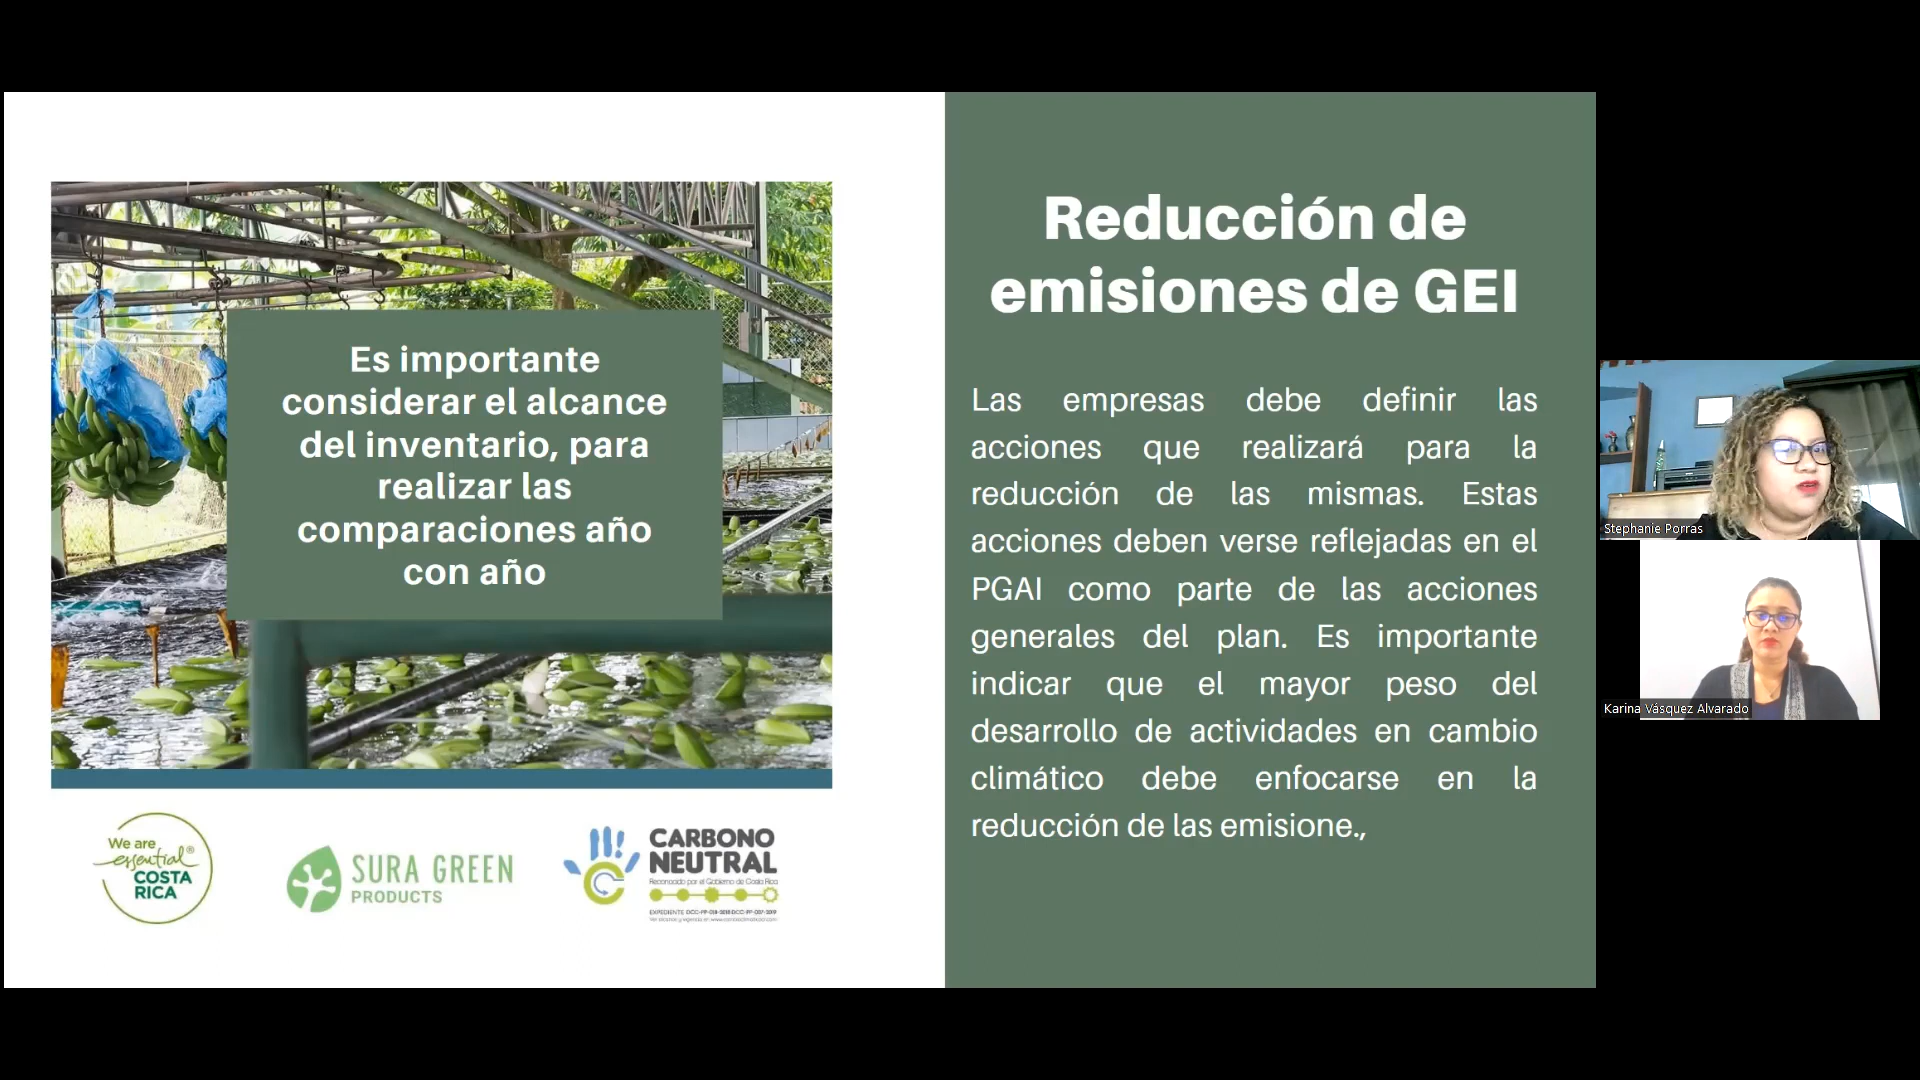 Es importante
considerar el alcance
del inventario, para
realizar las
comparaciones año
con año
We are
essential®
COSTA
RICA
SURA GREEN
PRODUCTS
CARBONO
NEUTRAL
Reconocido por el Gobierno de Costa Rica
Reducción de
emisiones de GEI
Las empresas debe definir las
acciones que realizará para la
reducción de las mismas. Estas
acciones deben verse reflejadas en el
PGAI como parte de las acciones
generales del plan. Es importante
indicar que el mayor peso del
desarrollo de actividades en cambio
climático debe enfocarse en la
reducción de las emisione.,
Stephanie Porras
Karina Vásquez Alvarado